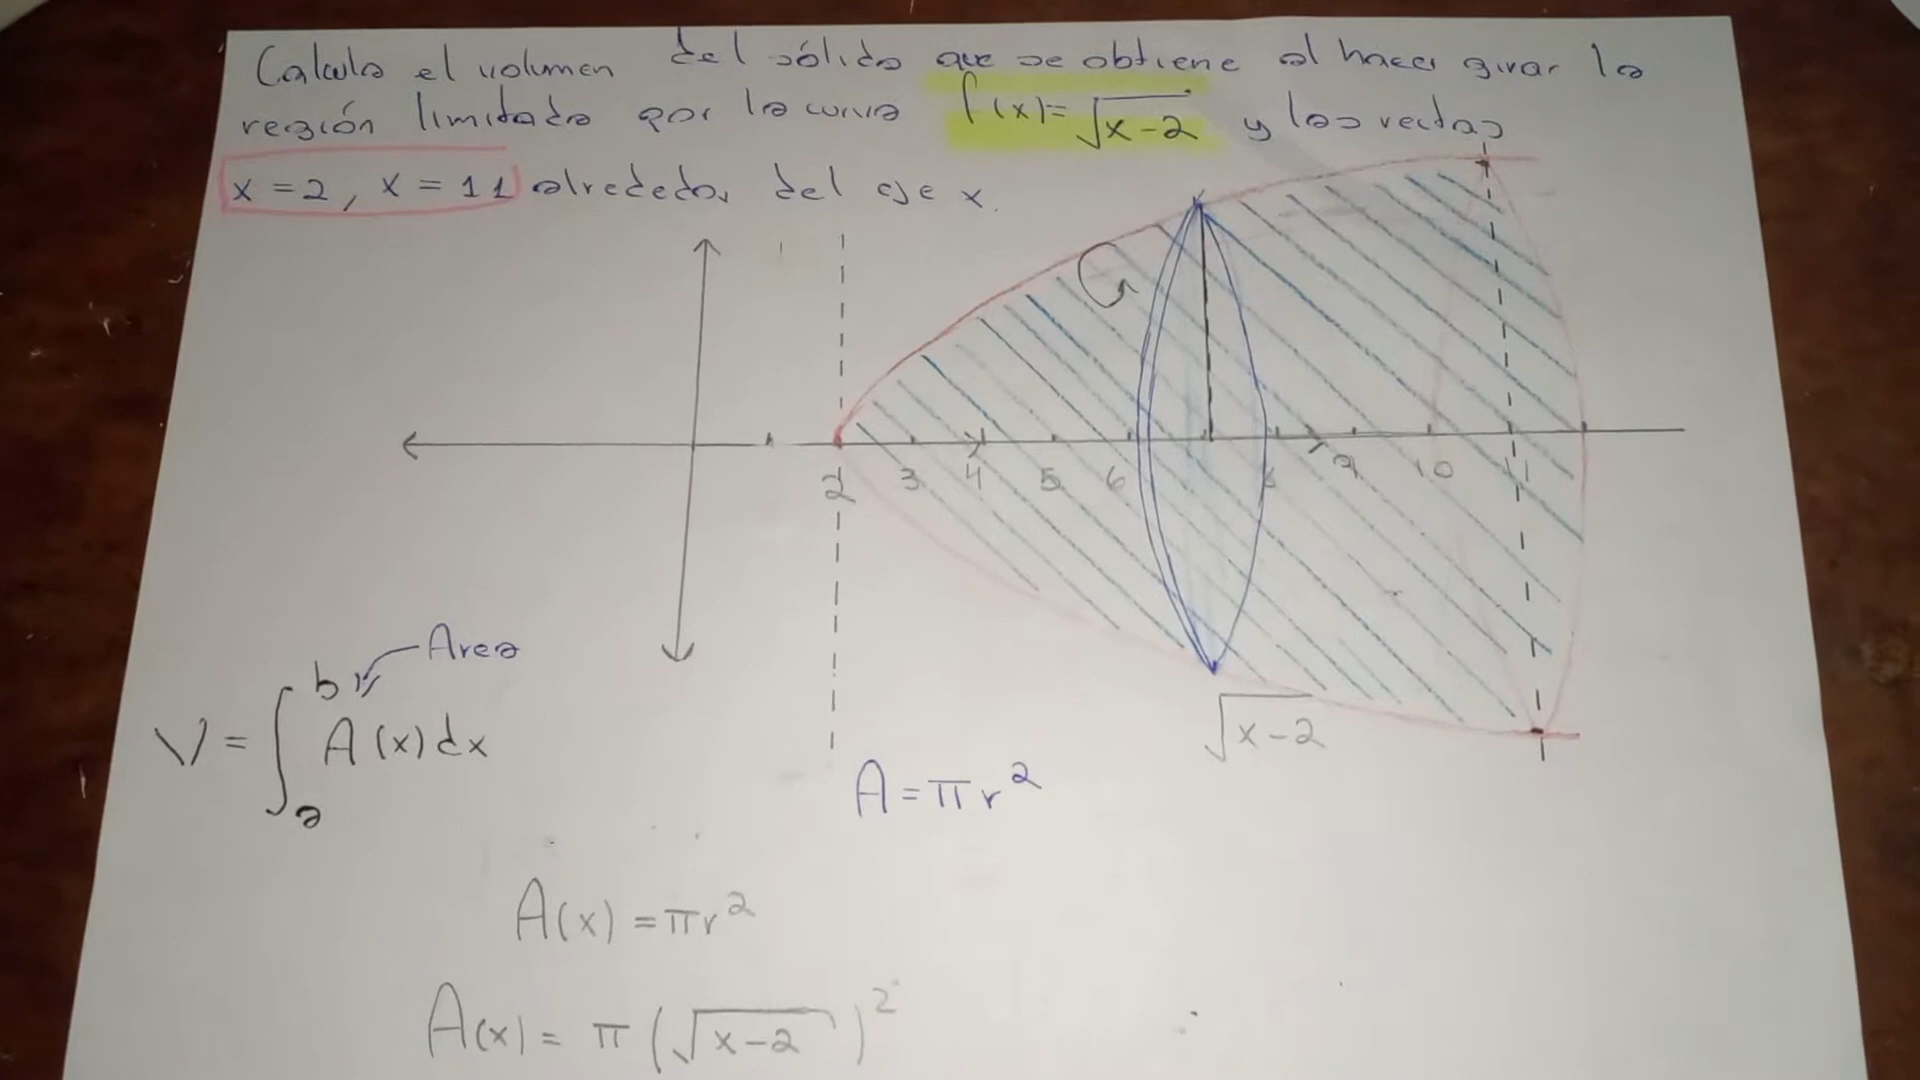 Calcula el volumen del sólido que se obtiene al hacer girar la
región limitada por la curva f(x)=√x-2 y las rectas
x = 2, x = 11 alrededor del eje x.
2 3 4 5 6 8 9 10 11
Area
V = ∫ₐᵇ A(x)dx
√x-2
A = πr²
A(x) = πr²
A(x) = π(√x-2)²